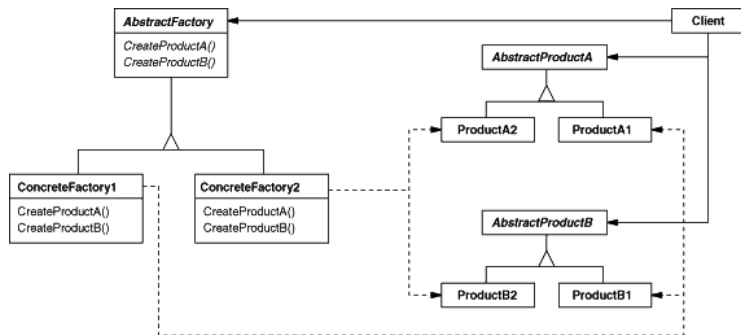 AbstractFactory
CreateProductA()
CreateProductB()
Client
AbstractProductA
ProductA2
ProductA1
ConcreteFactory1
CreateProductA()
CreateProductB()
ConcreteFactory2
CreateProductA()
CreateProductB()
AbstractProductB
ProductB2
ProductB1